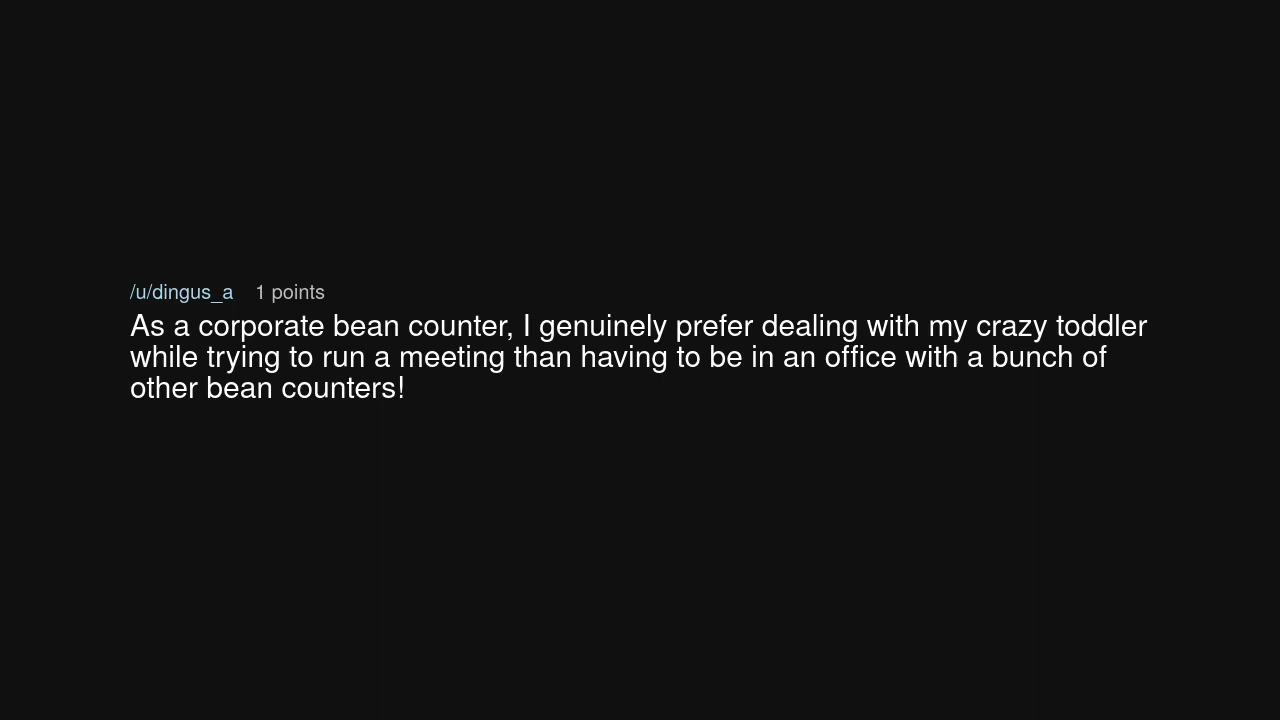 /u/dingus_a 1 points
As a corporate bean counter, I genuinely prefer dealing with my crazy toddler
while trying to run a meeting than having to be in an office with a bunch of
other bean counters!